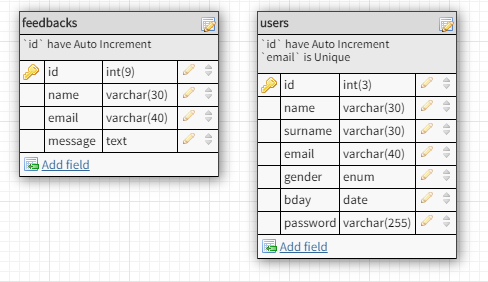 feedbacks
`id` have Auto Increment
id int(9)
name varchar(30)
email varchar(40)
message text
Add field
users
`id` have Auto Increment
`email` is Unique
id int(3)
name varchar(30)
surname varchar(30)
email varchar(40)
gender enum
bday date
password varchar(255)
Add field